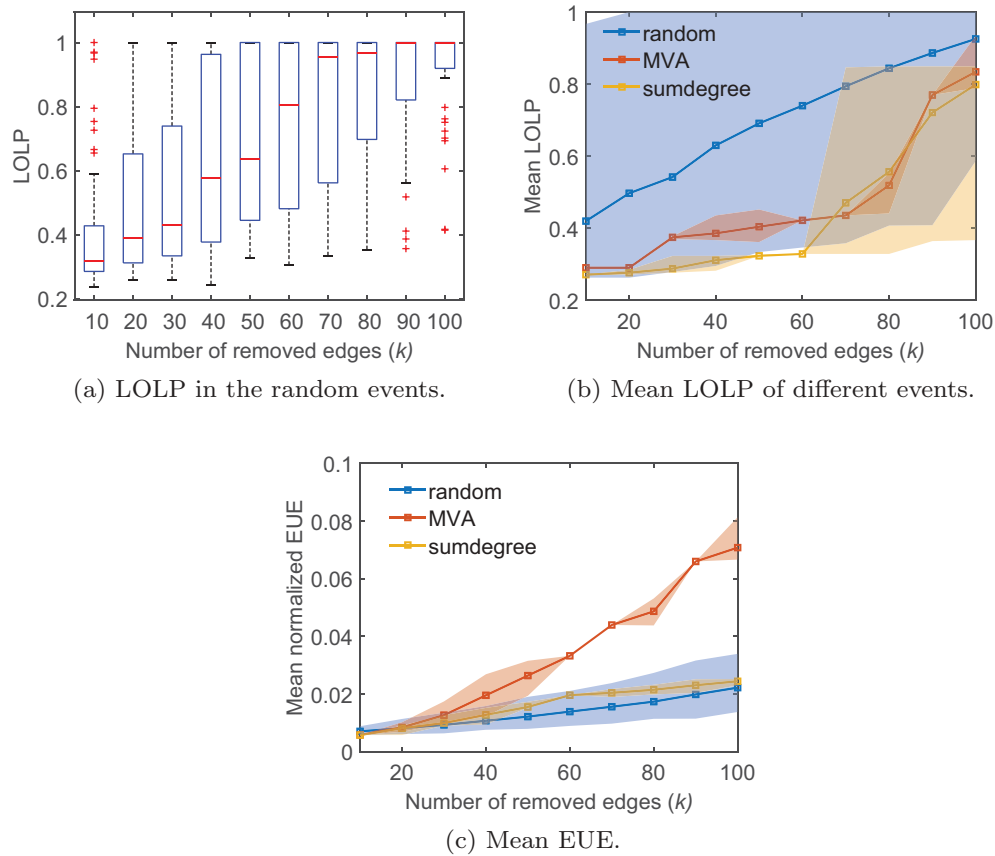 1
0.8
0.6
0.4
0.2
LOLP
10 20 30 40 50 60 70 80 90 100
Number of removed edges (k)
(a) LOLP in the random events.
1
0.8
0.6
0.4
0.2
Mean LOLP
random
MVA
sumdegree
20 40 60 80 100
Number of removed edges (k)
(b) Mean LOLP of different events.
0.1
0.08
0.06
0.04
0.02
0
Mean normalized EUE
random
MVA
sumdegree
20 40 60 80 100
Number of removed edges (k)
(c) Mean EUE.